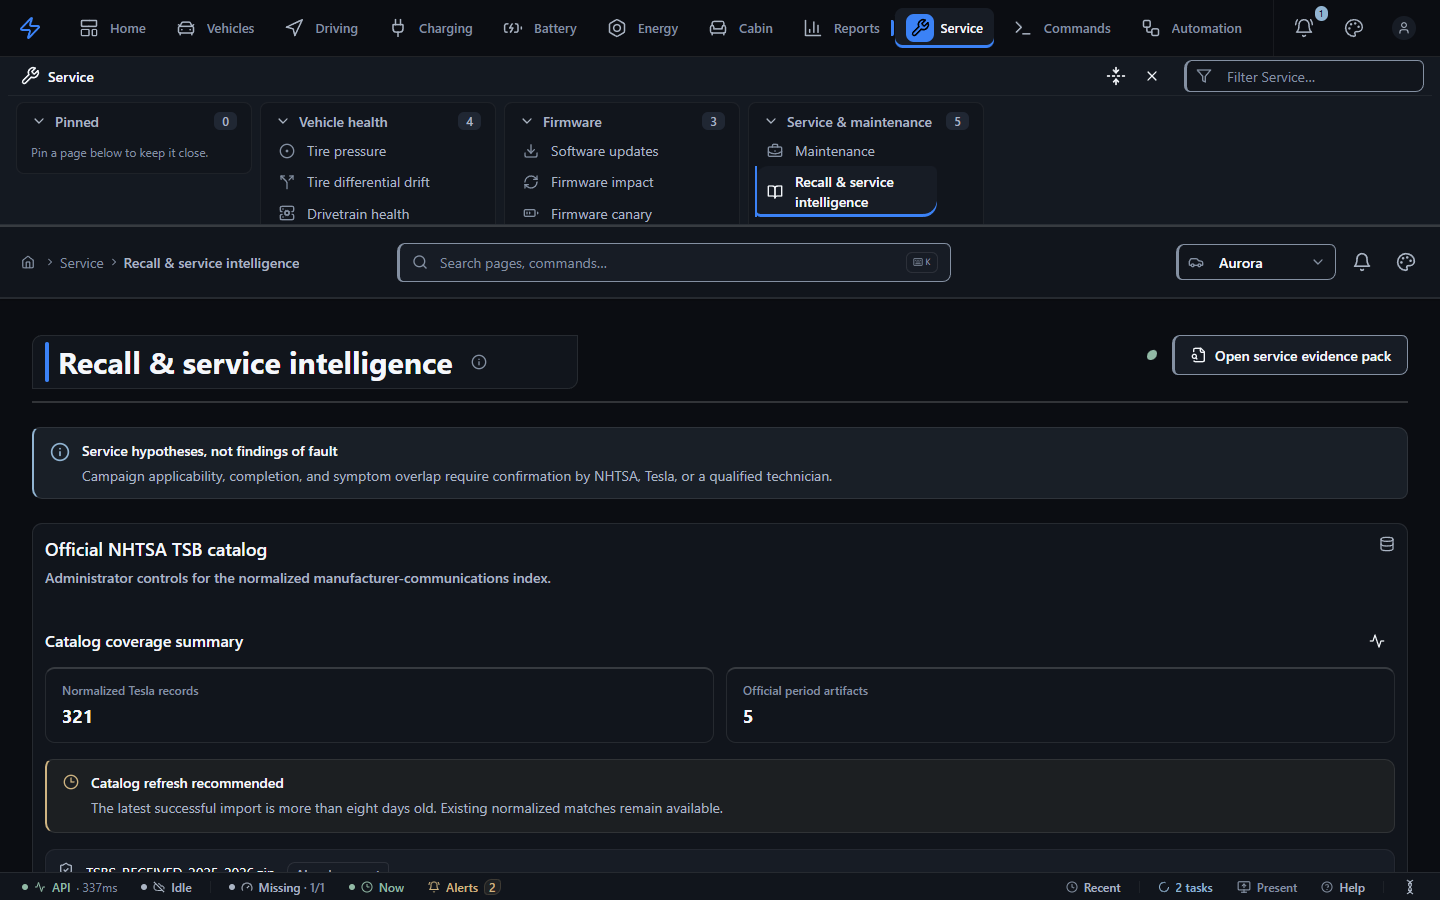 Home
Vehicles
Driving
Charging
Battery
Energy
Cabin
Reports
Service
Commands
Automation
1
Service
Filter Service...
Pinned 0
Pin a page below to keep it close.
Vehicle health 4
Tire pressure
Tire differential drift
Drivetrain health
Firmware 3
Software updates
Firmware impact
Firmware canary
Service & maintenance 5
Maintenance
Recall & service
intelligence
Service
Recall & service intelligence
Search pages, commands...
K
Aurora
Recall & service intelligence
Open service evidence pack
Service hypotheses, not findings of fault
Campaign applicability, completion, and symptom overlap require confirmation by NHTSA, Tesla, or a qualified technician.
Official NHTSA TSB catalog
Administrator controls for the normalized manufacturer-communications index.
Catalog coverage summary
Normalized Tesla records
321
Official period artifacts
5
Catalog refresh recommended
The latest successful import is more than eight days old. Existing normalized matches remain available.
TSBS_RECEIVED_2025-2026.zip
API · 337ms
Idle
Missing · 1/1
Now
Alerts 2
Recent
2 tasks
Present
Help